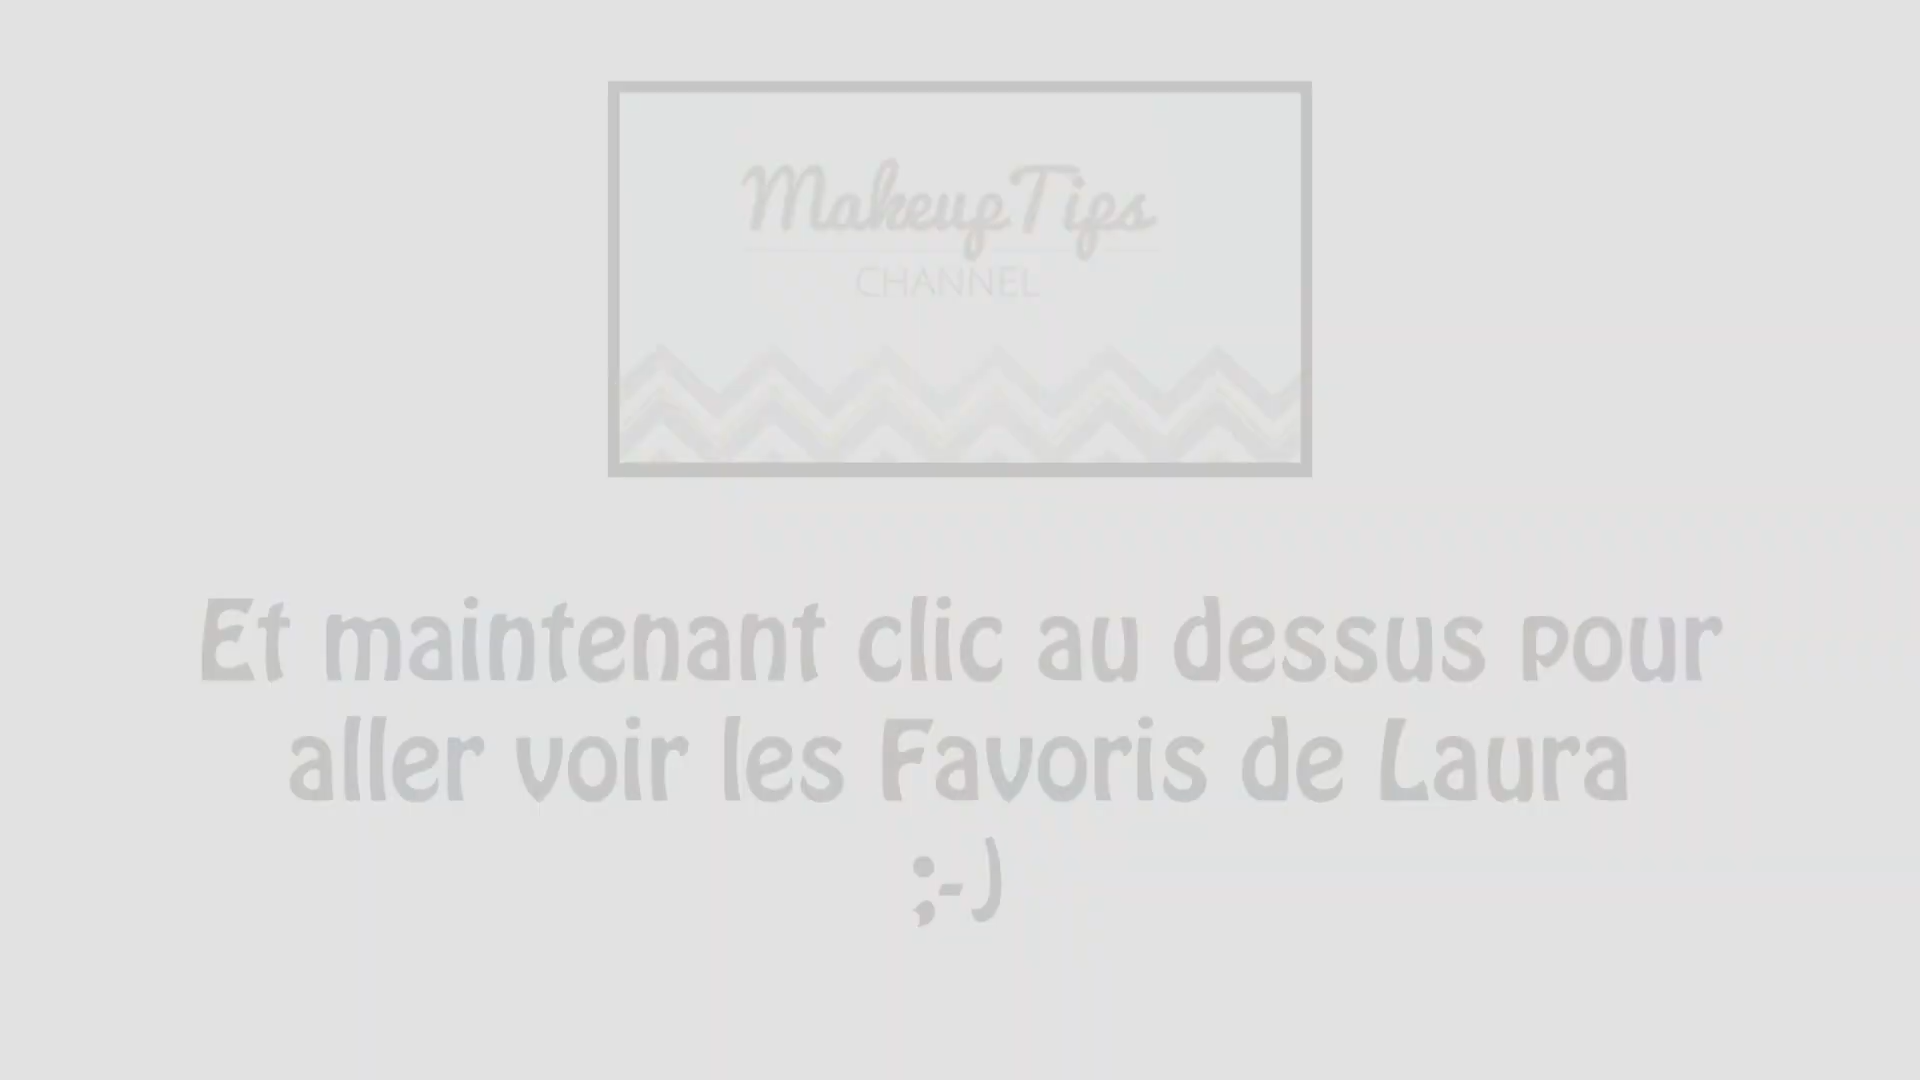 MakeupTips
CHANNEL
Et maintenant clic au dessus pour
aller voir les Favoris de Laura
;-)